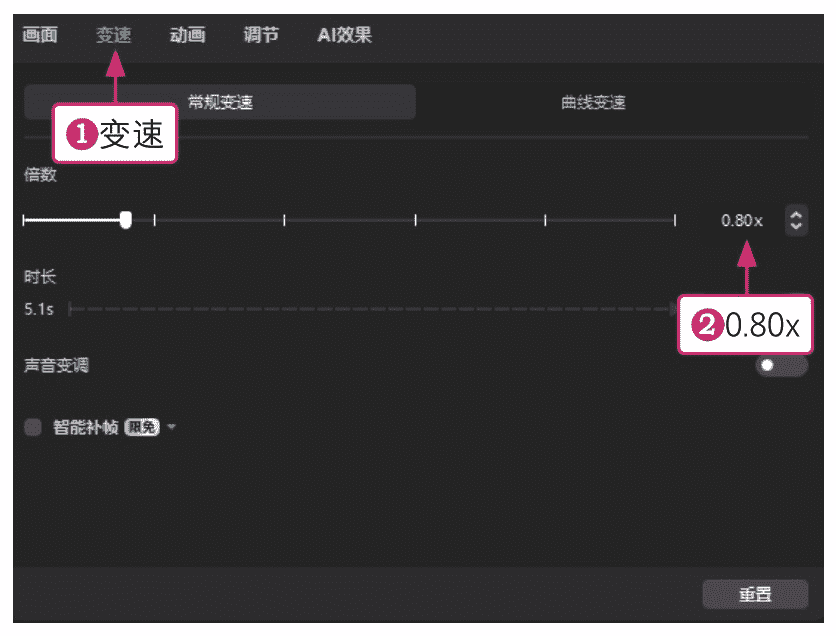 画面 变速 动画 调节 AI效果
常规变速 曲线变速
❶变速
倍数
0.80x
时长
5.1s
❷0.80x
声音变调
智能补帧 限免
重置